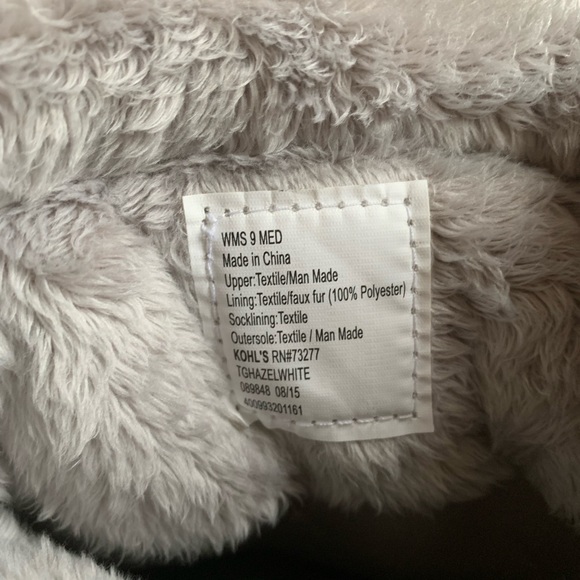 WMS 9 MED
Made in China
Upper:Textile/Man Made
Lining:Textile/faux fur (100% Polyester)
Socklining:Textile
Outersole:Textile / Man Made
KOHL'S RN#73277
TGHAZELWHITE
089848 08/15
400993201161